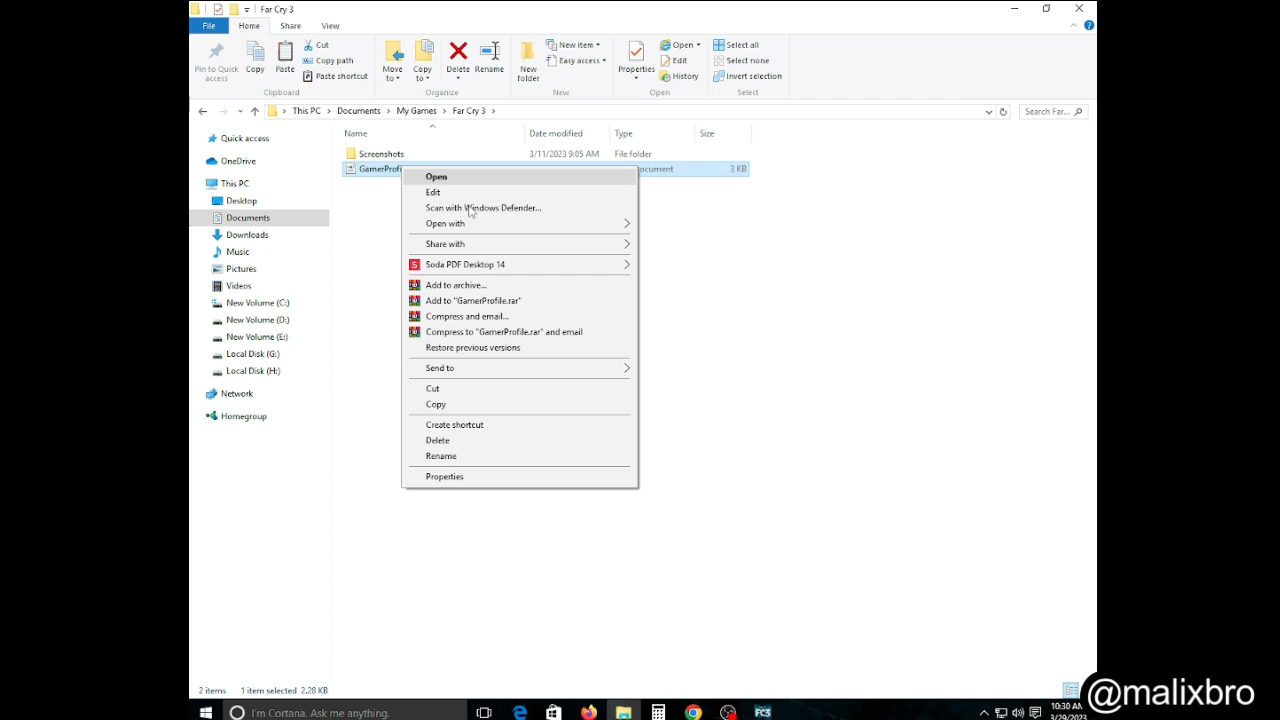 Far Cry 3
File Home Share View
Pin to Quick access
Copy
Paste
Cut
Copy path
Paste shortcut
Clipboard
Move to
Copy to
Delete
Rename
Organize
New folder
New item
Easy access
New
Properties
Open
Edit
History
Open
Select all
Select none
Invert selection
Select
This PC Documents My Games Far Cry 3
Search Far...
Name Date modified Type Size
Screenshots 3/11/2023 9:05 AM File folder
3 KB
Quick access
OneDrive
This PC
Desktop
Documents
Downloads
Music
Pictures
Videos
New Volume (C:)
New Volume (D:)
New Volume (E:)
Local Disk (G:)
Local Disk (H:)
Network
Homegroup
Open
Edit
Scan with Windows Defender...
Open with
Share with
Soda PDF Desktop 14
Add to archive...
Add to "GamerProfile.rar"
Compress and email...
Compress to "GamerProfile.rar" and email
Restore previous versions
Send to
Cut
Copy
Create shortcut
Delete
Rename
Properties
2 items 1 item selected 2.28 KB
@malixbro
I'm Cortana. Ask me anything.
FC3
10:30 AM
3/29/2023